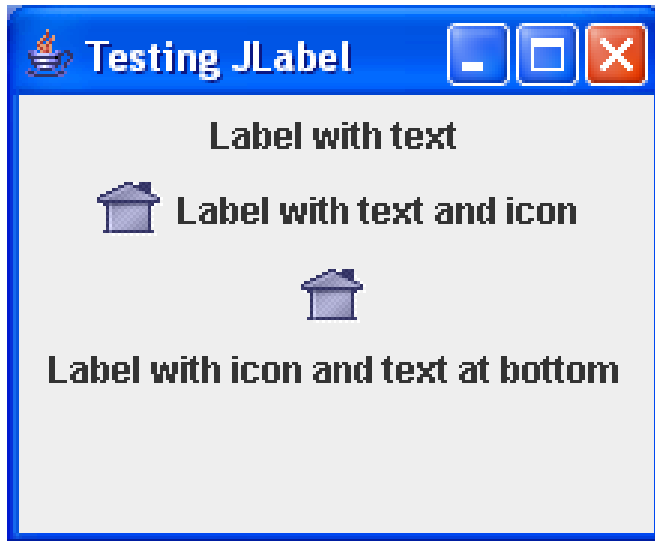 Testing JLabel
Label with text
Label with text and icon
Label with icon and text at bottom